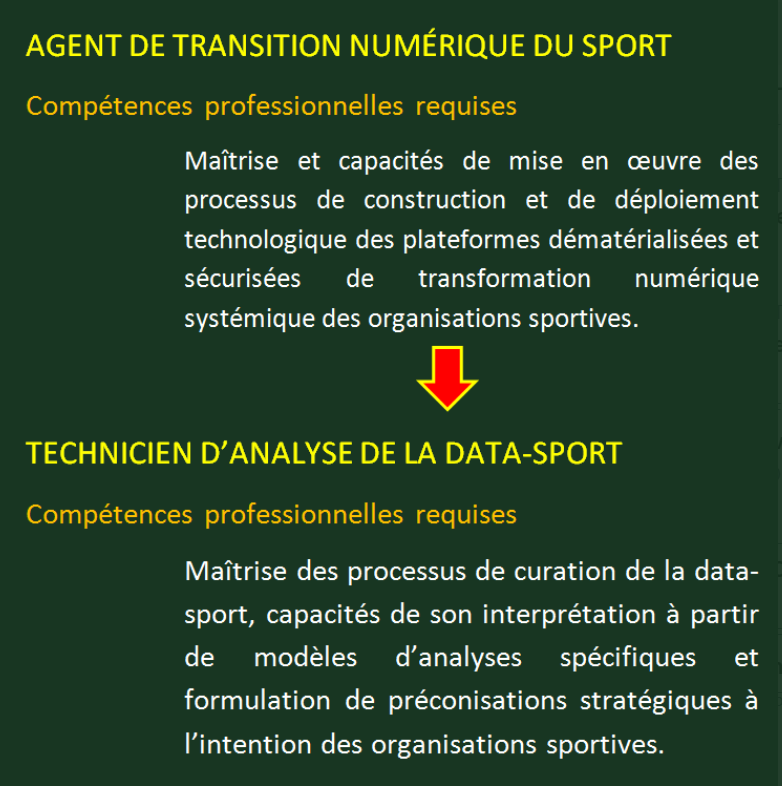 AGENT DE TRANSITION NUMÉRIQUE DU SPORT
Compétences professionnelles requises
Maîtrise et capacités de mise en œuvre des
processus de construction et de déploiement
technologique des plateformes dématérialisées et
sécurisées de transformation numérique
systémique des organisations sportives.
TECHNICIEN D’ANALYSE DE LA DATA-SPORT
Compétences professionnelles requises
Maîtrise des processus de curation de la data-
sport, capacités de son interprétation à partir
de modèles d’analyses spécifiques et
formulation de préconisations stratégiques à
l’intention des organisations sportives.